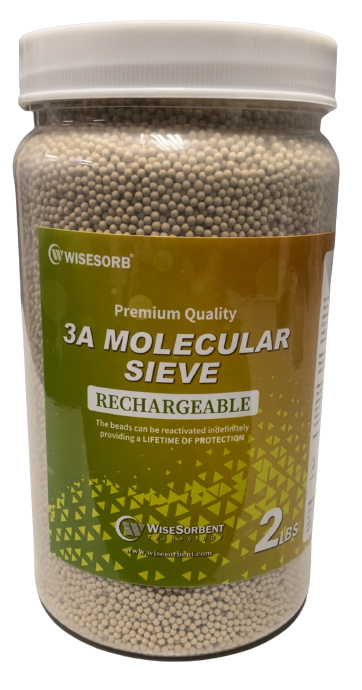 WISESORB®
Premium Quality
3A MOLECULAR
SIEVE
RECHARGEABLE
The beads can be reactivated indefinitely
providing a LIFETIME OF PROTECTION
WISESORBENT
Technology
www.wisesorbent.com
2LBS